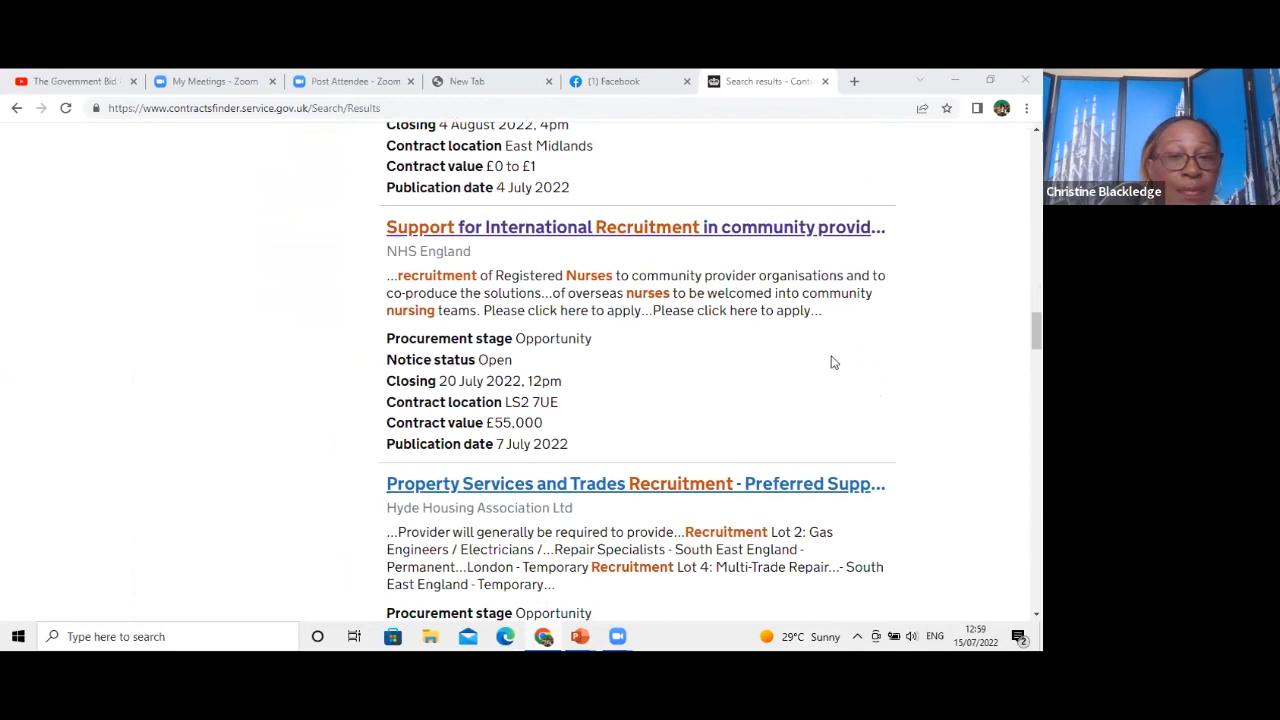 The Government Bid
My Meetings - Zoom
Post Attendee - Zoom
New Tab
(1) Facebook
Search results - Cont
https://www.contractsfinder.service.gov.uk/Search/Results
Closing 4 August 2022, 4pm
Contract location East Midlands
Contract value £0 to £1
Publication date 4 July 2022
Support for International Recruitment in community provid...
NHS England
...recruitment of Registered Nurses to community provider organisations and to
co-produce the solutions...of overseas nurses to be welcomed into community
nursing teams. Please click here to apply...Please click here to apply...
Procurement stage Opportunity
Notice status Open
Closing 20 July 2022, 12pm
Contract location LS2 7UE
Contract value £55,000
Publication date 7 July 2022
Property Services and Trades Recruitment - Preferred Supp...
Hyde Housing Association Ltd
...Provider will generally be required to provide...Recruitment Lot 2: Gas
Engineers / Electricians /...Repair Specialists - South East England -
Permanent...London - Temporary Recruitment Lot 4: Multi-Trade Repair...- South
East England - Temporary...
Procurement stage Opportunity
Christine Blackledge
Type here to search
29°C Sunny
ENG
12:59
15/07/2022
2